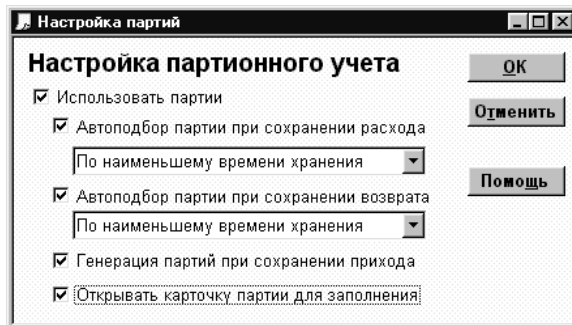 Настройка партий
Настройка партионного учета
OK
Использовать партии
Отменить
Автоподбор партии при сохранении расхода
По наименьшему времени хранения
Помощь
Автоподбор партии при сохранении возврата
По наименьшему времени хранения
Генерация партий при сохранении прихода
Открывать карточку партии для заполнения